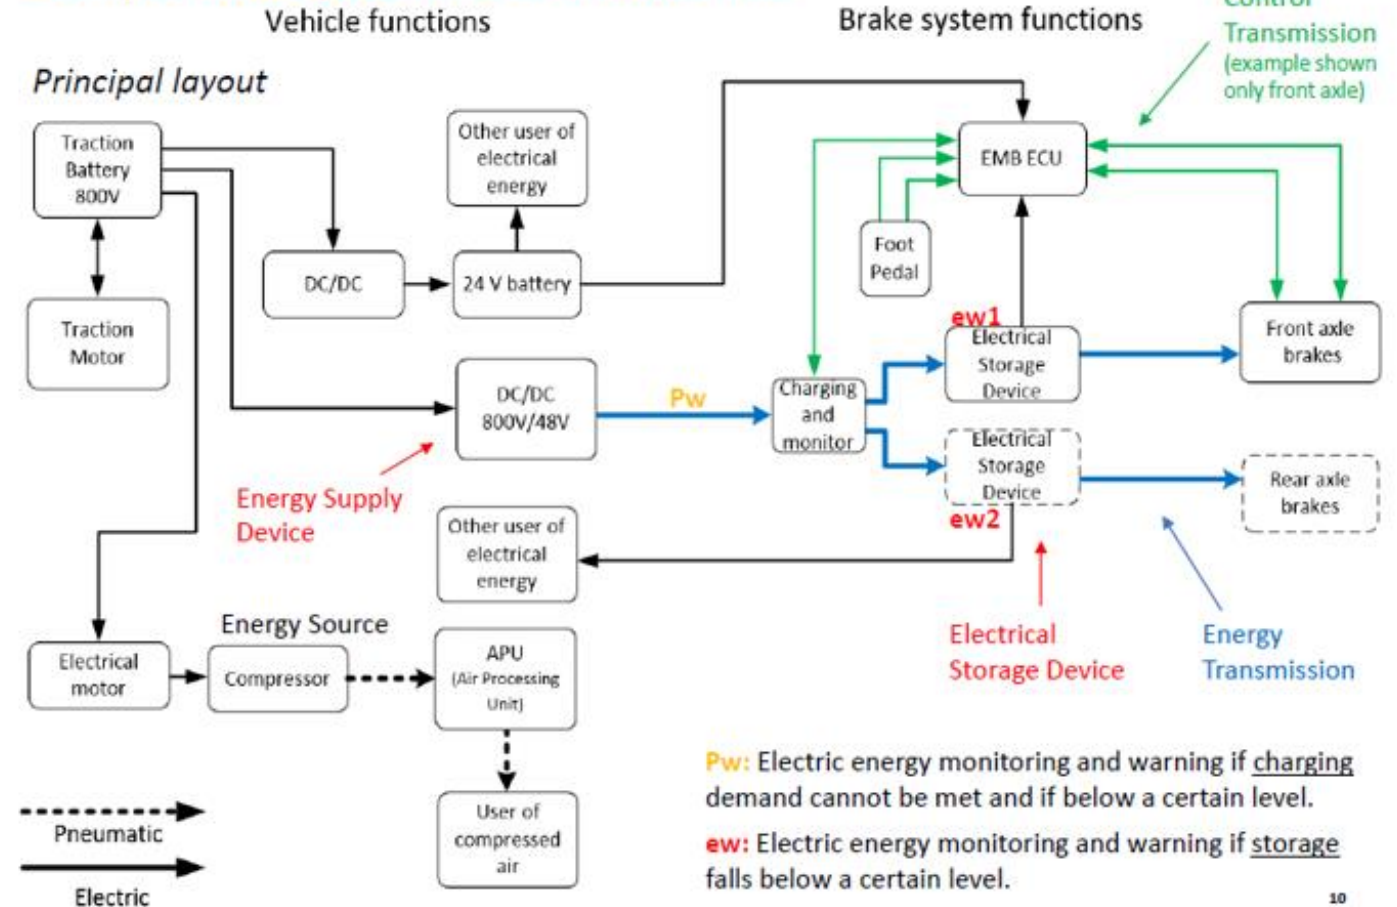 Vehicle functions
Brake system functions
Control
Transmission
(example shown
only front axle)
Principal layout
Traction
Battery
800V
Other user of
electrical
energy
EMB ECU
Foot
Pedal
DC/DC
24 V battery
Traction
Motor
ew1
Electrical
Storage
Device
Front axle
brakes
DC/DC
800V/48V
Pw
Charging
and
monitor
Electrical
Storage
Device
ew2
Rear axle
brakes
Energy Supply
Device
Other user of
electrical
energy
Electrical
Storage Device
Energy
Transmission
Energy Source
Electrical
motor
Compressor
APU
(Air Processing
Unit)
User of
compressed
air
Pneumatic
Electric
Pw: Electric energy monitoring and warning if charging
demand cannot be met and if below a certain level.
ew: Electric energy monitoring and warning if storage
falls below a certain level.
10